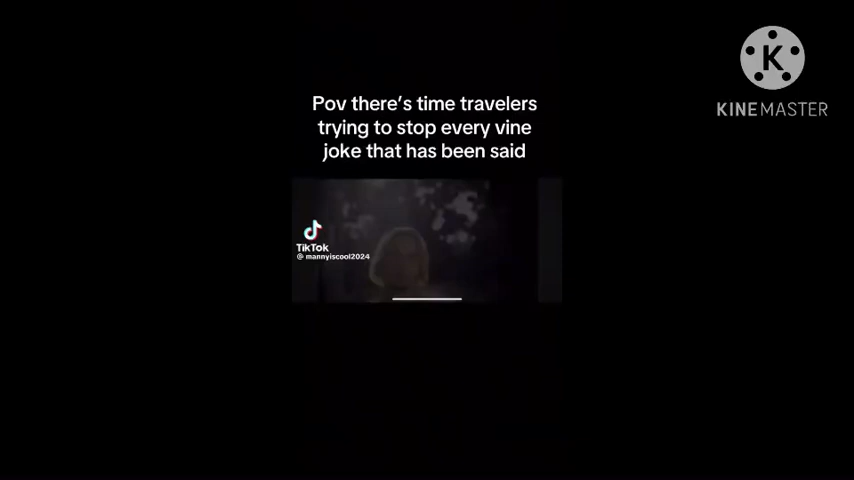 Pov there’s time travelers
trying to stop every vine
joke that has been said
KINEMASTER
TikTok
@ mannyiscool2024